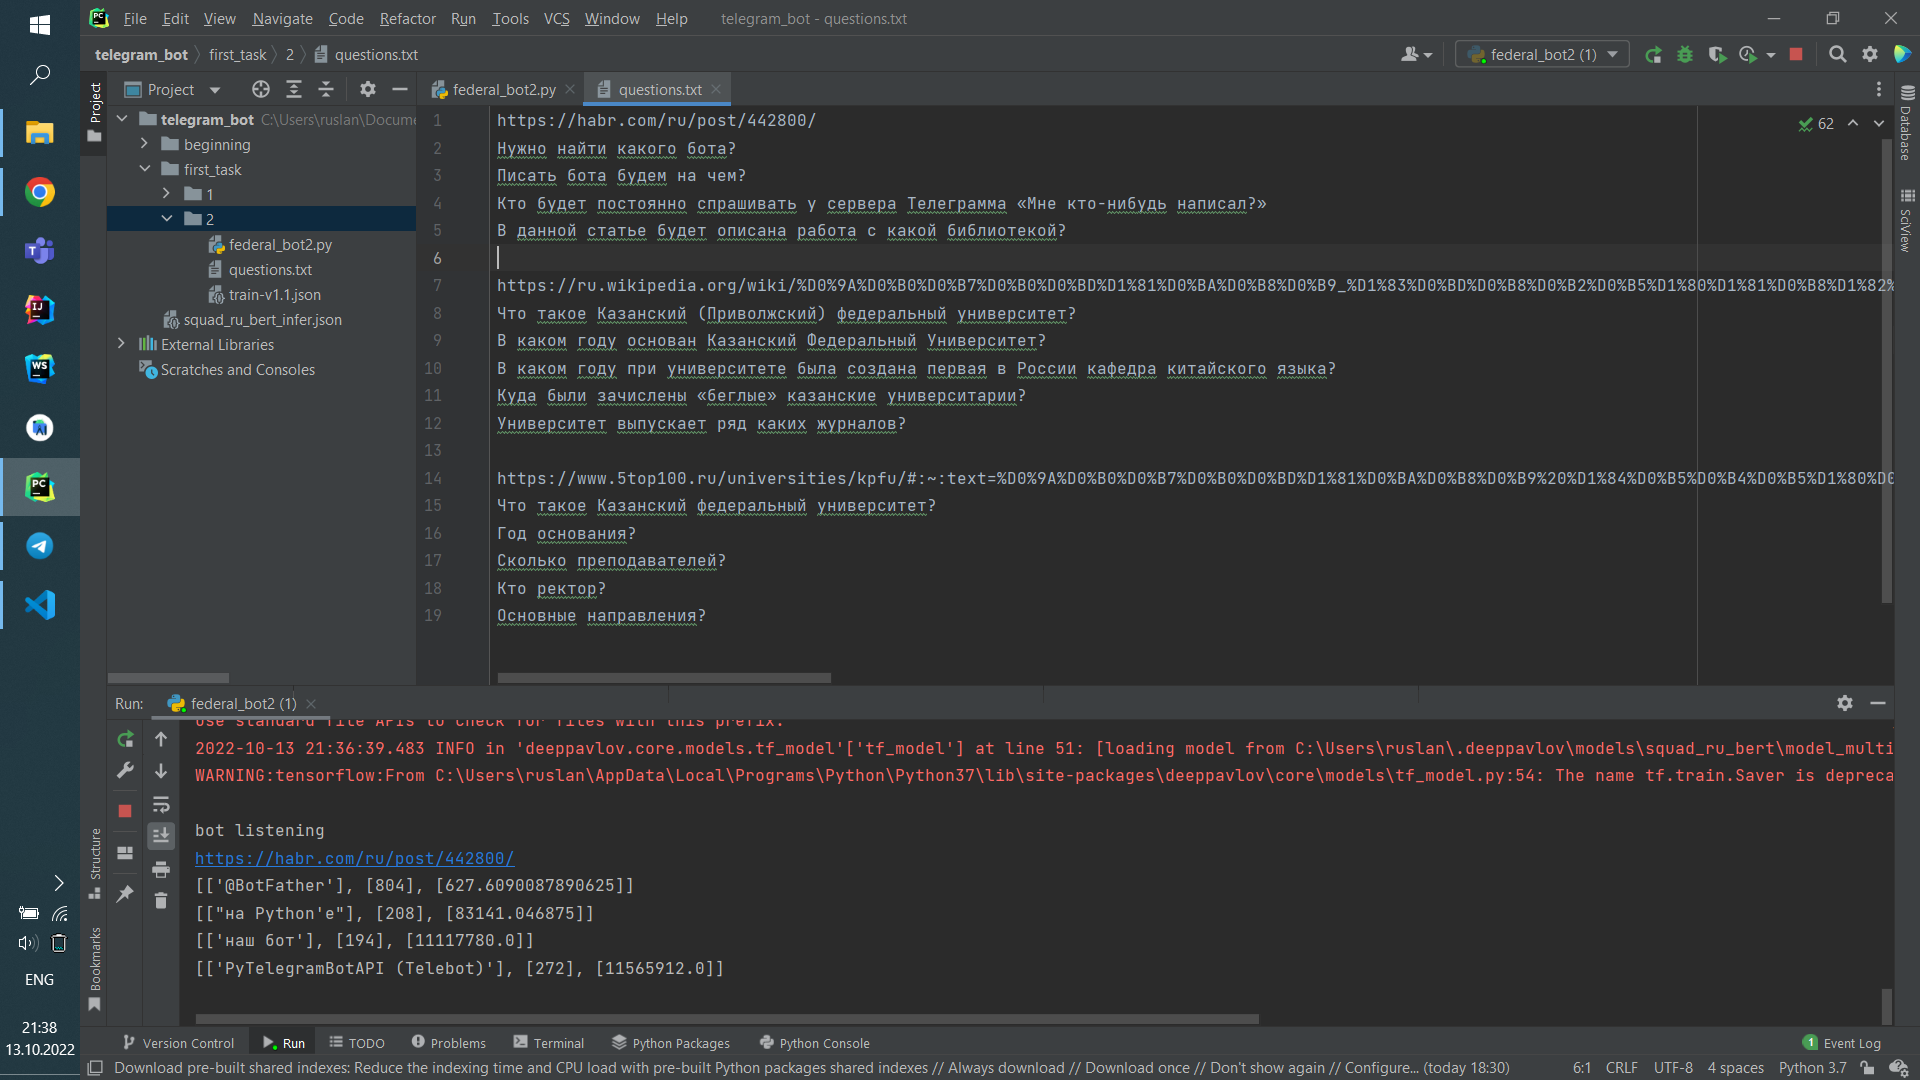 File Edit View Navigate Code Refactor Run Tools VCS Window Help telegram_bot - questions.txt
telegram_bot first_task 2 questions.txt
federal_bot2 (1)
Project
Project
federal_bot2.py
questions.txt
telegram_bot C:\Users\ruslan\Docume
beginning
first_task
1
2
federal_bot2.py
questions.txt
train-v1.1.json
squad_ru_bert_infer.json
External Libraries
Scratches and Consoles
62
Database
SciView
1 https://habr.com/ru/post/442800/
2 Нужно найти какого бота?
3 Писать бота будем на чем?
4 Кто будет постоянно спрашивать у сервера Телеграмма «Мне кто-нибудь написал?»
5 В данной статье будет описана работа с какой библиотекой?
6
7 https://ru.wikipedia.org/wiki/%D0%9A%D0%B0%D0%B7%D0%B0%D0%BD%D1%81%D0%BA%D0%B8%D0%B9_%D1%83%D0%BD%D0%B8%D0%B2%D0%B5%D1%80%D1%81%D0%B8%D1%82%
8 Что такое Казанский (Приволжский) федеральный университет?
9 В каком году основан Казанский Федеральный Университет?
10 В каком году при университете была создана первая в России кафедра китайского языка?
11 Куда были зачислены «беглые» казанские университарии?
12 Университет выпускает ряд каких журналов?
13
14 https://www.5top100.ru/universities/kpfu/#:~:text=%D0%9A%D0%B0%D0%B7%D0%B0%D0%BD%D1%81%D0%BA%D0%B8%D0%B9%20%D1%84%D0%B5%D0%B4%D0%B5%D1%80%D0
15 Что такое Казанский федеральный университет?
16 Год основания?
17 Сколько преподавателей?
18 Кто ректор?
19 Основные направления?
Run: federal_bot2 (1)
Use standard file APIs to check for files with this prefix.
2022-10-13 21:36:39.483 INFO in 'deeppavlov.core.models.tf_model'['tf_model'] at line 51: [loading model from C:\Users\ruslan\.deeppavlov\models\squad_ru_bert\model_multi
WARNING:tensorflow:From C:\Users\ruslan\AppData\Local\Programs\Python\Python37\lib\site-packages\deeppavlov\core\models\tf_model.py:54: The name tf.train.Saver is depreca
bot listening
https://habr.com/ru/post/442800/
[['@BotFather'], [804], [627.6090087890625]]
[["на Python'е"], [208], [83141.046875]]
[['наш бот'], [194], [11117780.0]]
[['PyTelegramBotAPI (Telebot)'], [272], [11565912.0]]
Structure
Bookmarks
ENG
21:38
13.10.2022
Version Control Run TODO Problems Terminal Python Packages Python Console 1 Event Log
Download pre-built shared indexes: Reduce the indexing time and CPU load with pre-built Python packages shared indexes // Always download // Download once // Don't show again // Configure... (today 18:30) 6:1 CRLF UTF-8 4 spaces Python 3.7